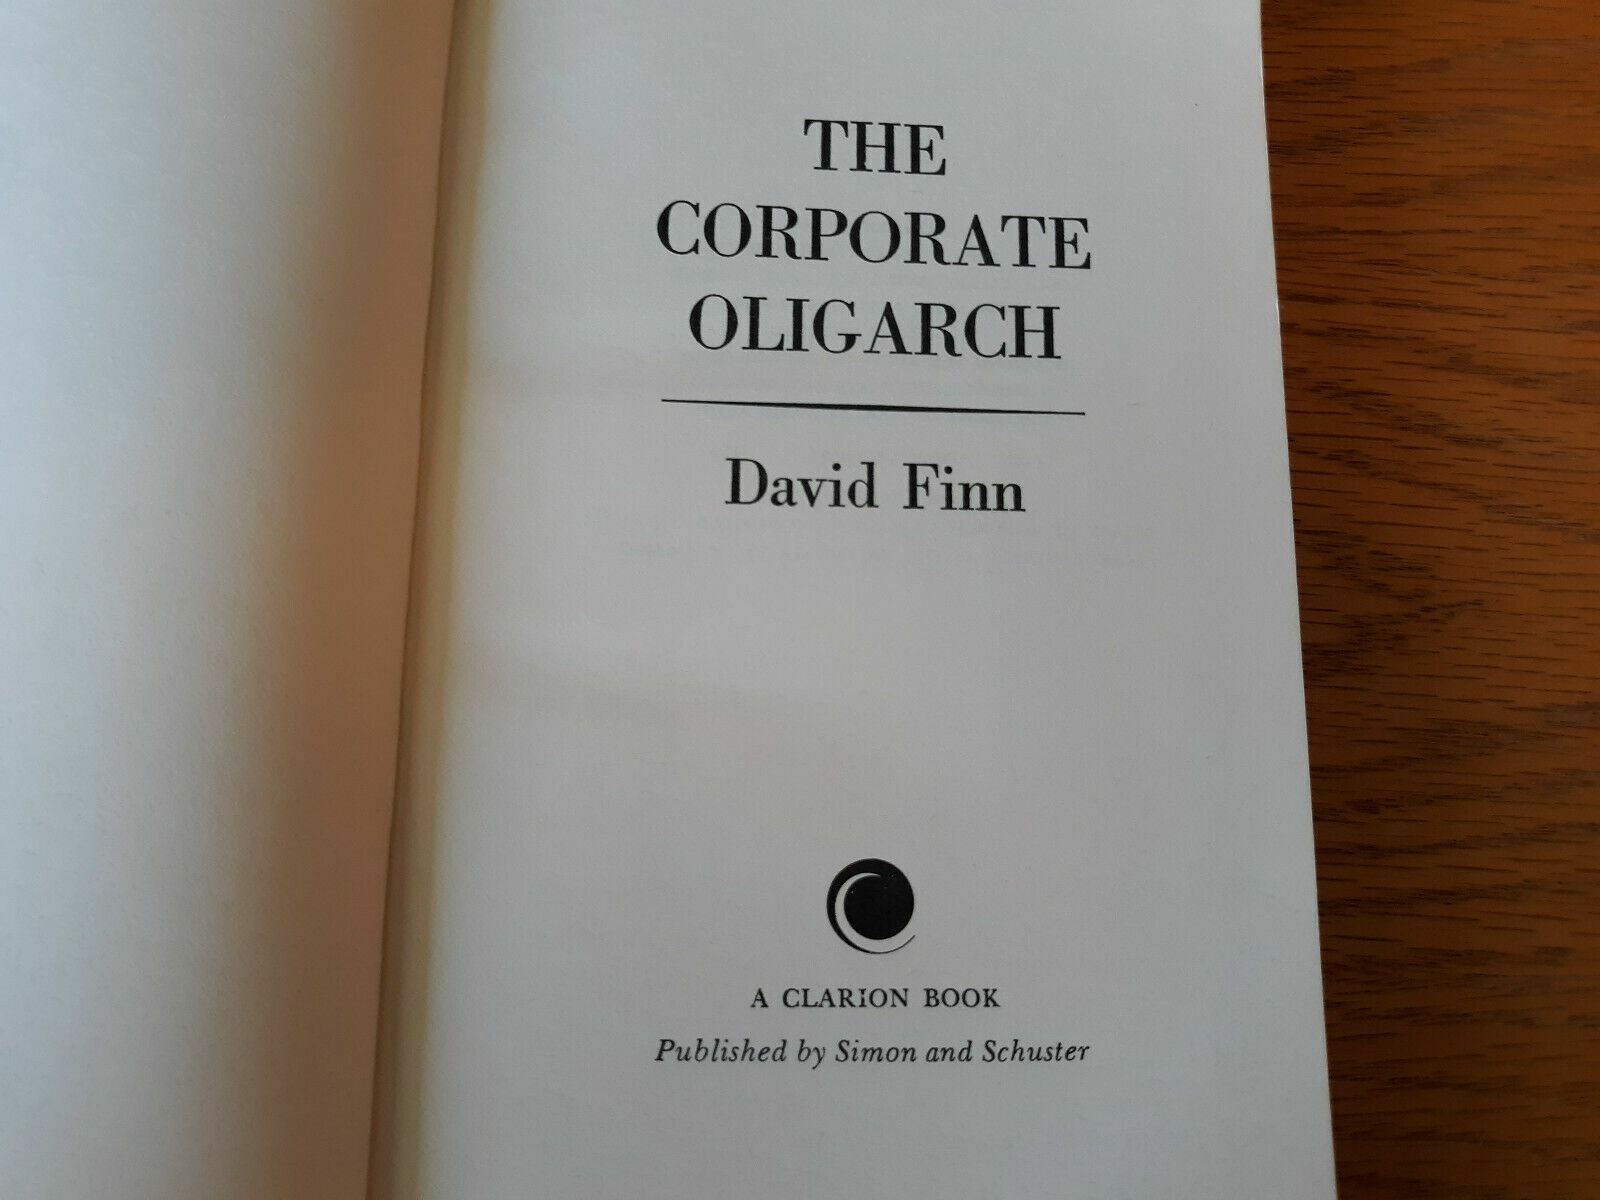 THE
CORPORATE
OLIGARCH
David Finn
A CLARION BOOK
Published by Simon and Schuster